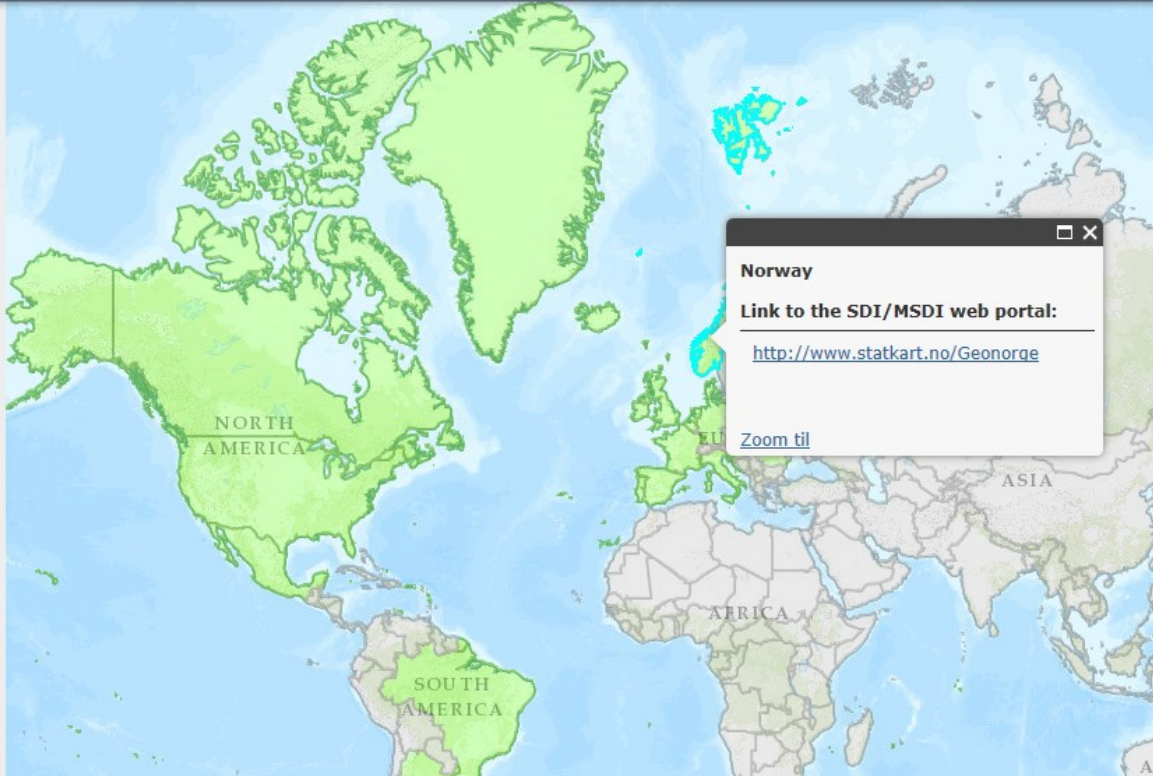 Norway
Link to the SDI/MSDI web portal:
http://www.statkart.no/Geonorge
Zoom til
NORTH
AMERICA
EU
ASIA
AFRICA
SOUTH
AMERICA
A